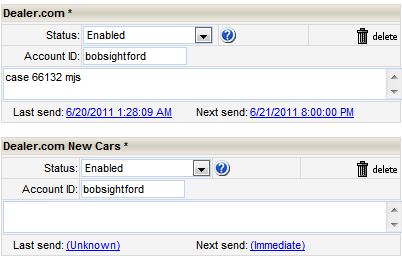 Dealer.com *
Status: Enabled delete
Account ID: bobsightford
case 66132 mjs
Last send: 6/20/2011 1:28:09 AM Next send: 6/21/2011 8:00:00 PM
Dealer.com New Cars *
Status: Enabled delete
Account ID: bobsightford
Last send: (Unknown) Next send: (Immediate)